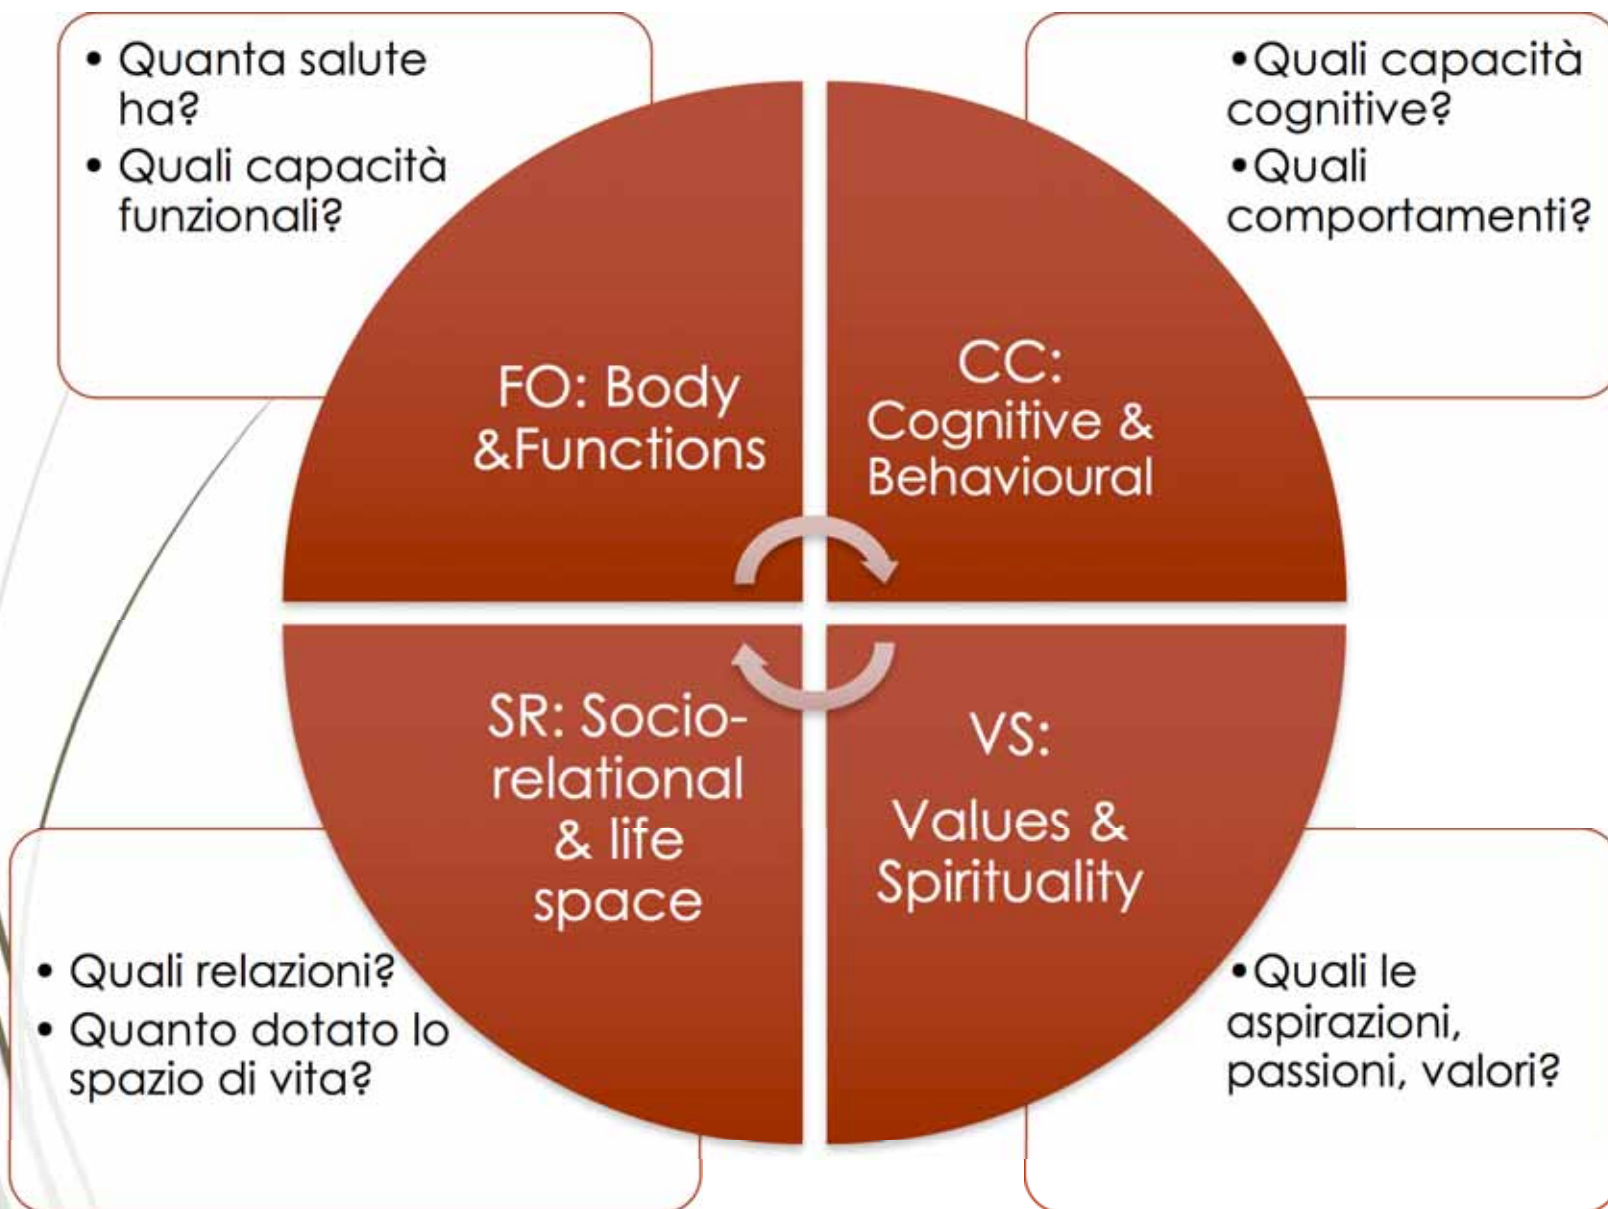 • Quanta salute
ha?
• Quali capacità
funzionali?
•Quali capacità
cognitive?
•Quali
comportamenti?
FO: Body
&Functions
CC:
Cognitive &
Behavioural
SR: Socio-
relational
& life
space
VS:
Values &
Spirituality
• Quali relazioni?
• Quanto dotato lo
spazio di vita?
•Quali le
aspirazioni,
passioni, valori?